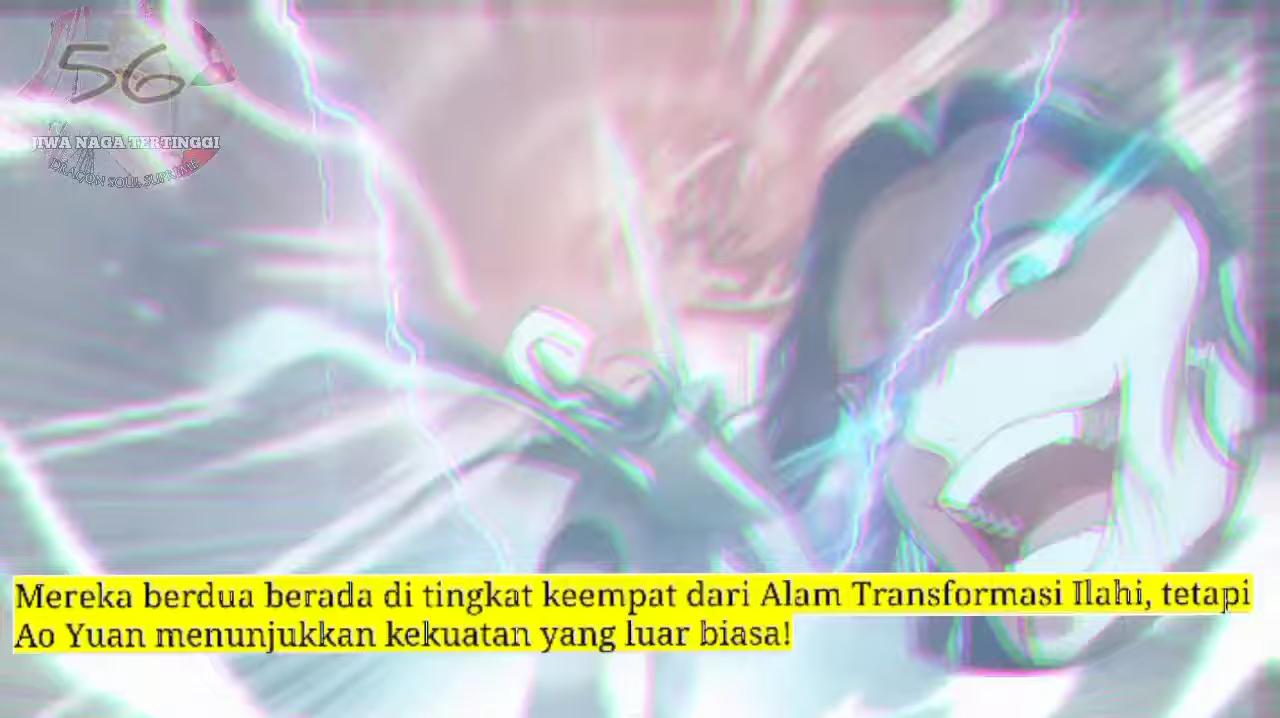 56
JIWA NAGA TERTINGGI
DRAGON SOUL SUPREME
Mereka berdua berada di tingkat keempat dari Alam Transformasi Ilahi, tetapi
Ao Yuan menunjukkan kekuatan yang luar biasa!